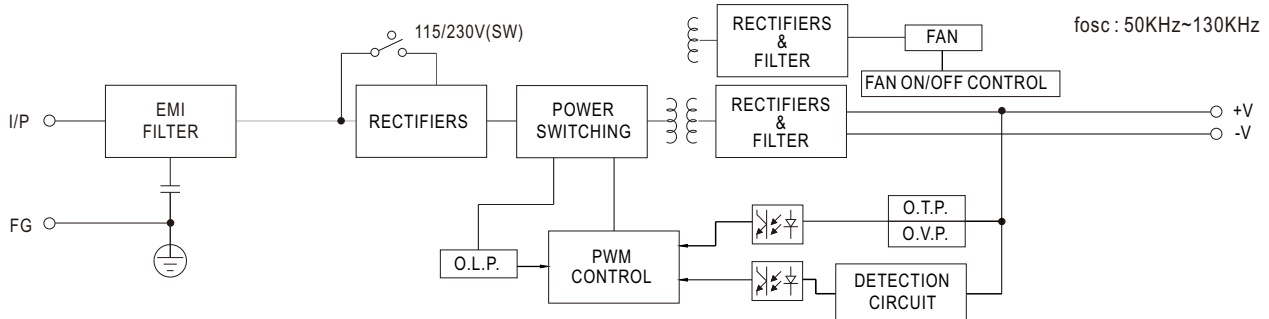 115/230V(SW)
RECTIFIERS
&
FILTER
FAN
fosc : 50KHz~130KHz
FAN ON/OFF CONTROL
I/P
EMI
FILTER
RECTIFIERS
POWER
SWITCHING
RECTIFIERS
&
FILTER
+V
-V
FG
O.L.P.
PWM
CONTROL
O.T.P.
O.V.P.
DETECTION
CIRCUIT